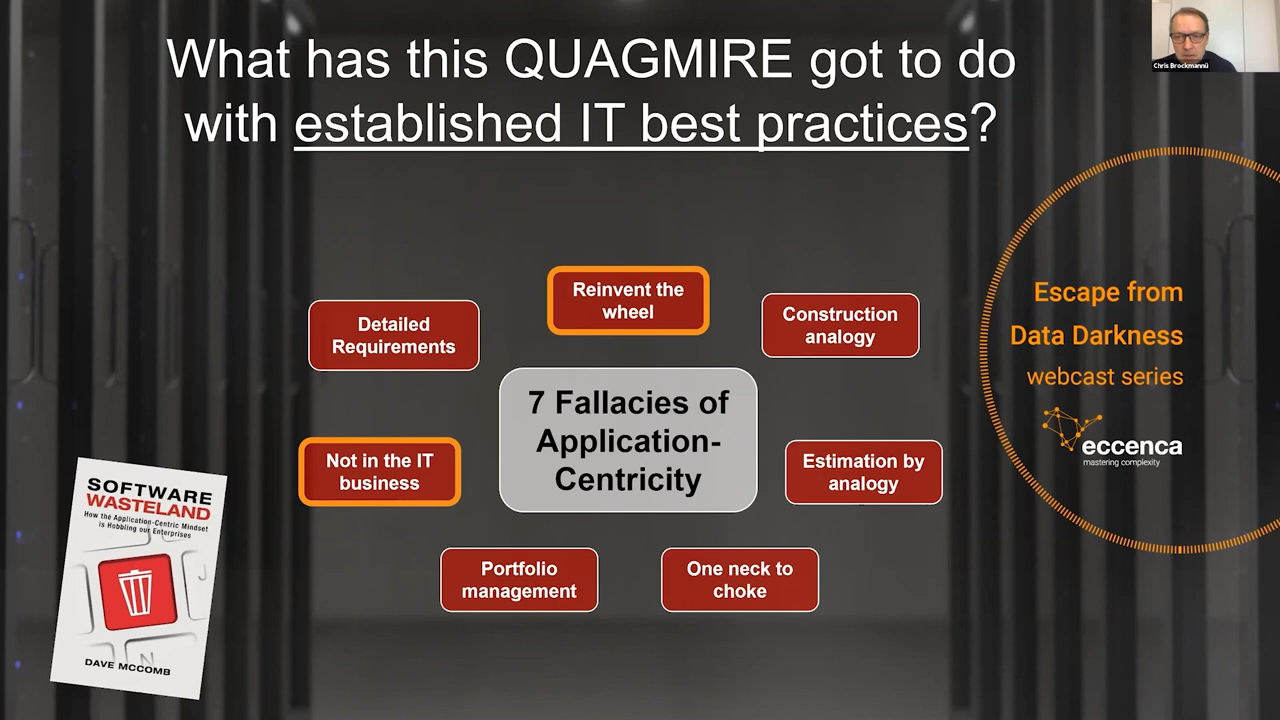 What has this QUAGMIRE got to do
with established IT best practices?
Chris Brockmannü
Reinvent the
wheel
Detailed
Requirements
Construction
analogy
7 Fallacies of
Application-
Centricity
Not in the IT
business
Estimation by
analogy
Portfolio
management
One neck to
choke
Escape from
Data Darkness
webcast series
eccenca
mastering complexity
SOFTWARE
WASTELAND
How the Application-Centric Mindset
is Hobbling our Enterprises
N
DAVE MCCOMB